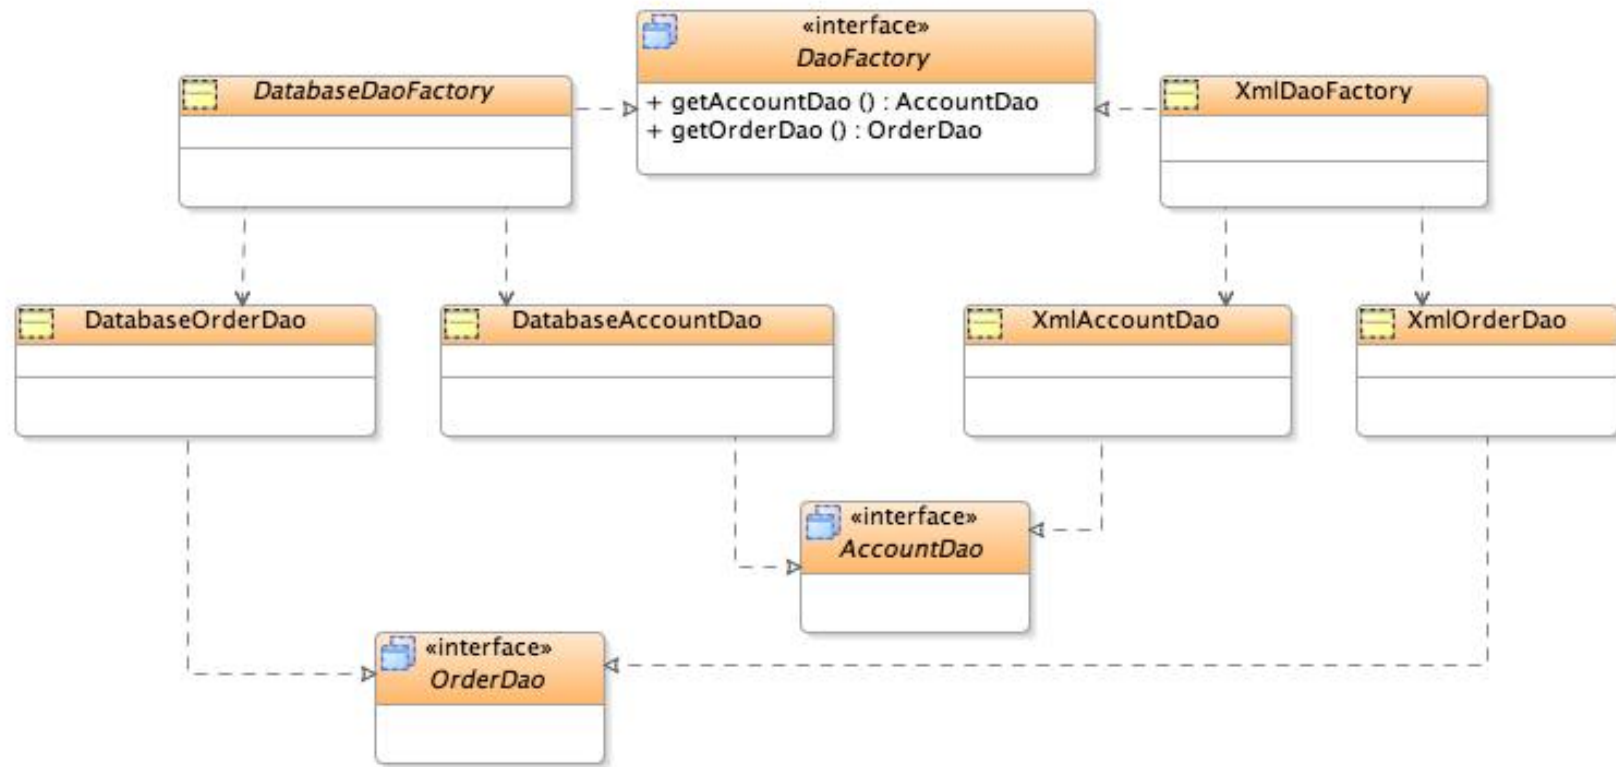 «interface»
DaoFactory
+ getAccountDao () : AccountDao
+ getOrderDao () : OrderDao
DatabaseDaoFactory
XmlDaoFactory
DatabaseOrderDao
DatabaseAccountDao
XmlAccountDao
XmlOrderDao
«interface»
AccountDao
«interface»
OrderDao